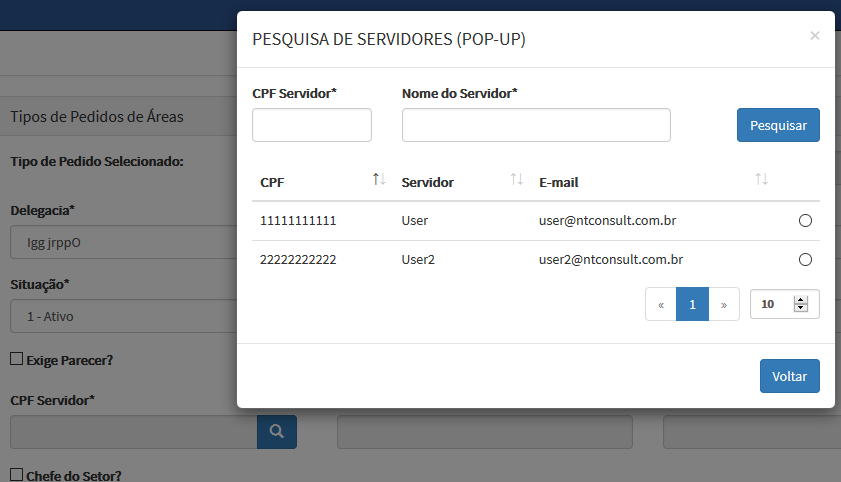 PESQUISA DE SERVIDORES (POP-UP) ×
CPF Servidor* Nome do Servidor*
Pesquisar
CPF Servidor E-mail
11111111111 User user@ntconsult.com.br
22222222222 User2 user2@ntconsult.com.br
« 1 » 10
Voltar
Tipos de Pedidos de Áreas
Tipo de Pedido Selecionado:
Delegacia*
Igg jrppO
Situação*
1 - Ativo
Exige Parecer?
CPF Servidor*
Chefe do Setor?